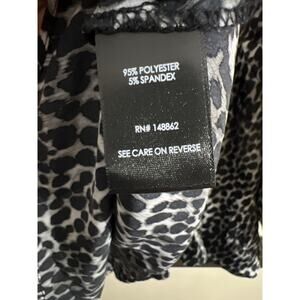 95% POLYESTER
5% SPANDEX
RN# 148862
SEE CARE ON REVERSE